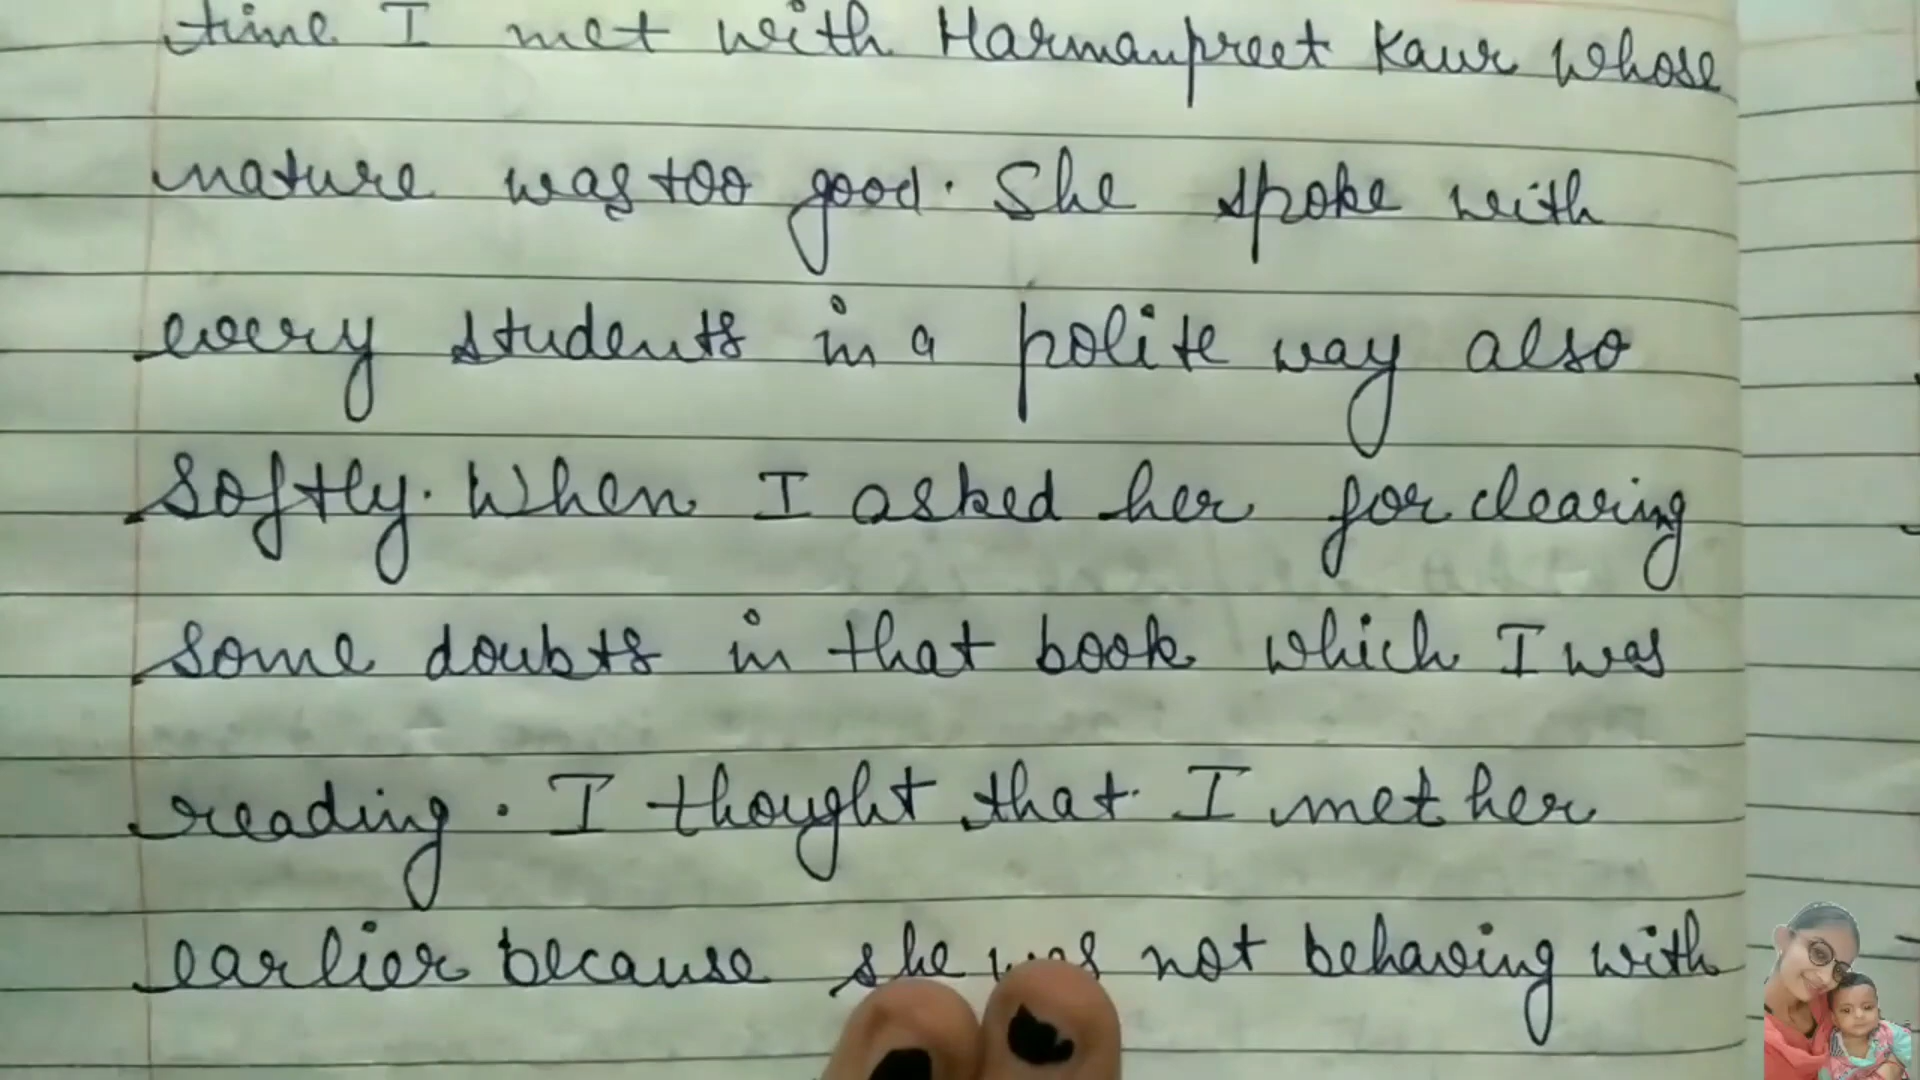 time I met with Harmanpreet Kaur whose
nature was too good. She spoke with
every students in a polite way also
softly. When I asked her for clearing
some doubts in that book which I was
reading. I thought that I met her
earlier because she was not behaving with